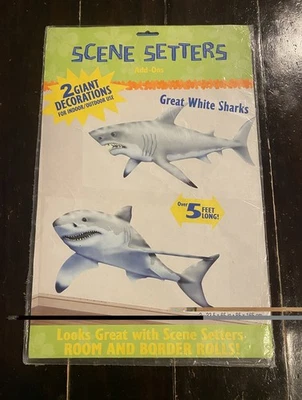 SCENE SETTERS
Add-Ons
2 GIANT
DECORATIONS
FOR INDOOR/OUTDOOR USE
Great White Sharks
Over
5 FEET
LONG!
Looks Great with Scene Setters
ROOM AND BORDER ROLLS!